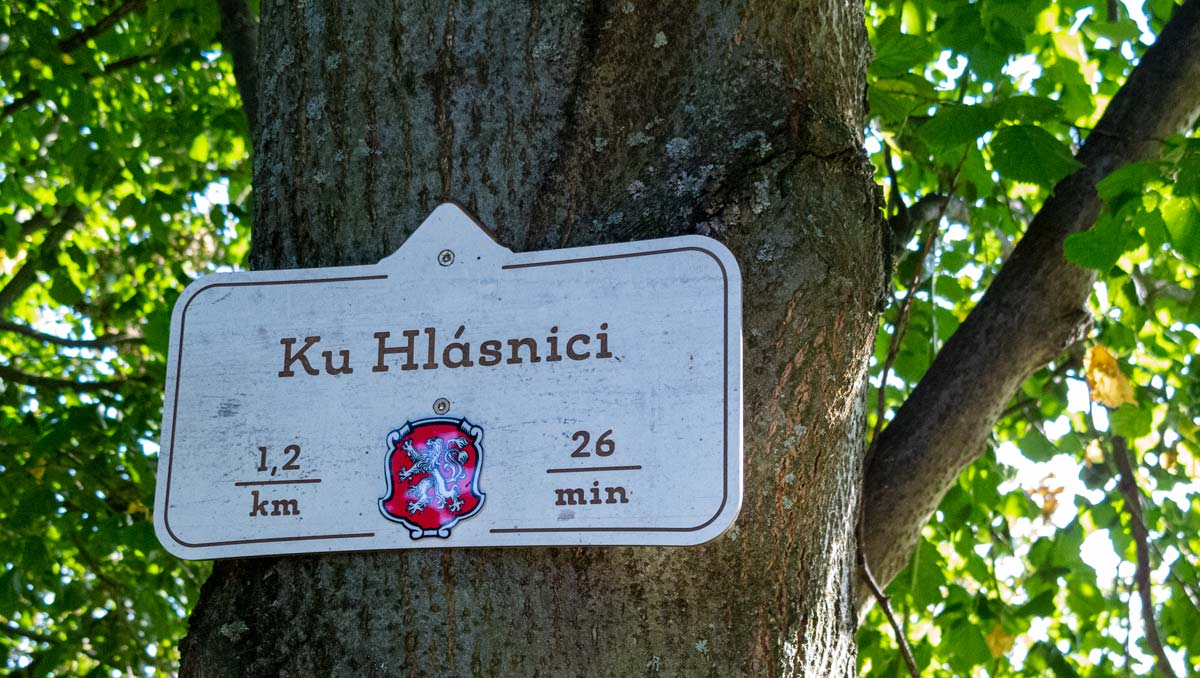 Ku Hlásnici
1,2
km
26
min